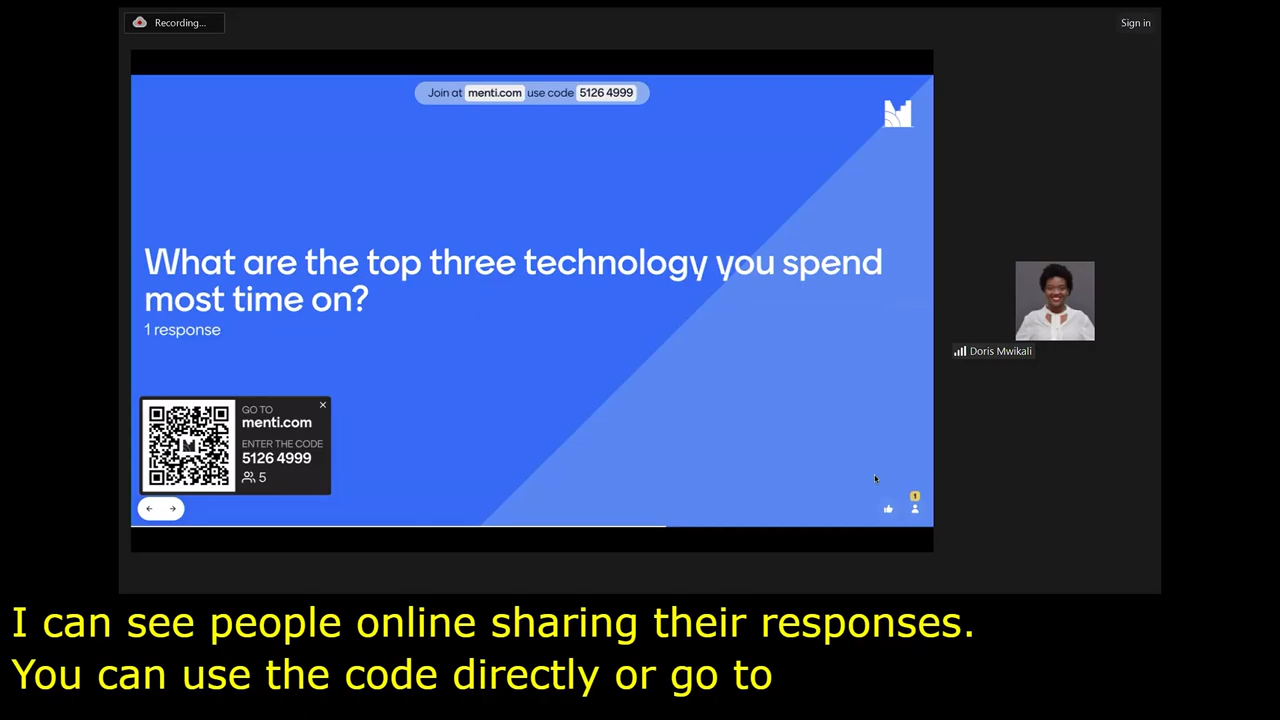 Recording...
Sign in
Join at menti.com use code 5126 4999
What are the top three technology you spend
most time on?
1 response
Doris Mwikali
GO TO
menti.com
ENTER THE CODE
5126 4999
5
1
I can see people online sharing their responses.
You can use the code directly or go to